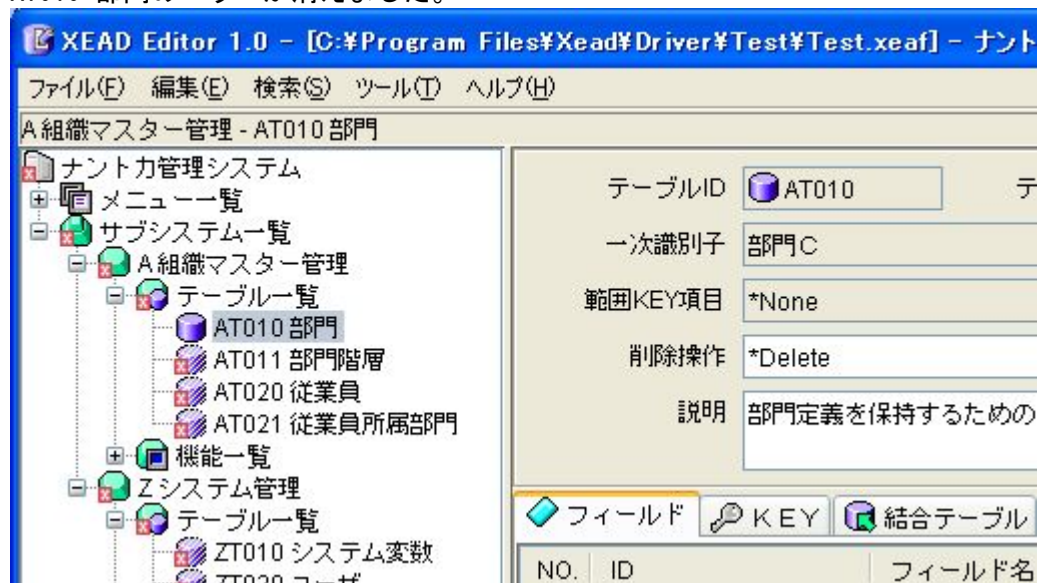 XEAD Editor 1.0 - [C:¥Program Files¥Xead¥Driver¥Test¥Test.xeaf] - ナント
ファイル(F) 編集(E) 検索(S) ツール(T) ヘルプ(H)
A 組織マスター管理 - AT010 部門
ナントカ管理システム
メニュー一覧
サブシステム一覧
A 組織マスター管理
テーブル一覧
AT010 部門
AT011 部門階層
AT020 従業員
AT021 従業員所属部門
機能一覧
Z システム管理
テーブル一覧
ZT010 システム変数
テーブルID AT010 テ
一次識別子 部門C
範囲KEY項目 *None
削除操作 *Delete
説明 部門定義を保持するための
フィールド KEY 結合テーブル
NO. ID フィールド名